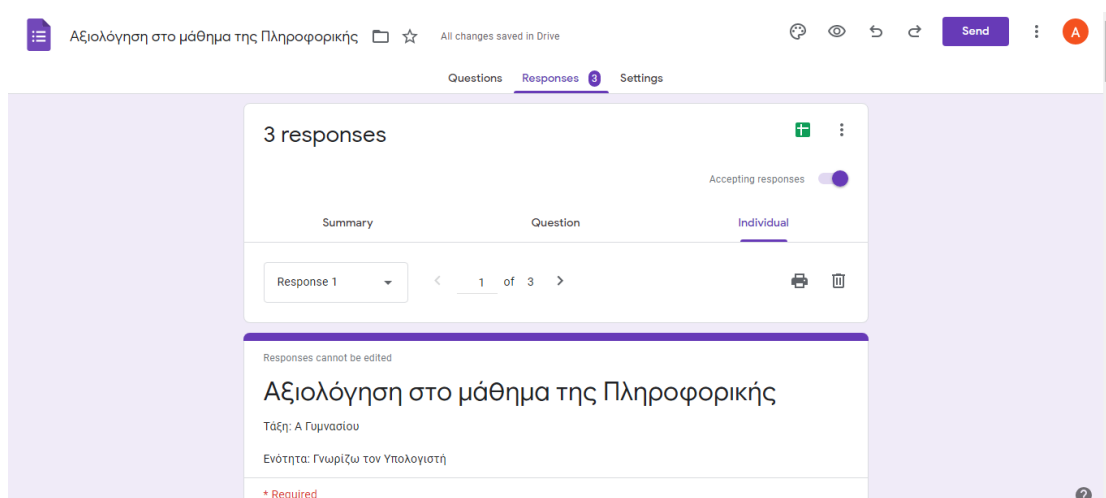 Αξιολόγηση στο μάθημα της Πληροφορικής All changes saved in Drive Send A
Questions Responses 3 Settings
3 responses
Accepting responses
Summary Question Individual
Response 1 1 of 3
Responses cannot be edited
Αξιολόγηση στο μάθημα της Πληροφορικής
Τάξη: Α Γυμνασίου
Ενότητα: Γνωρίζω τον Υπολογιστή
* Required